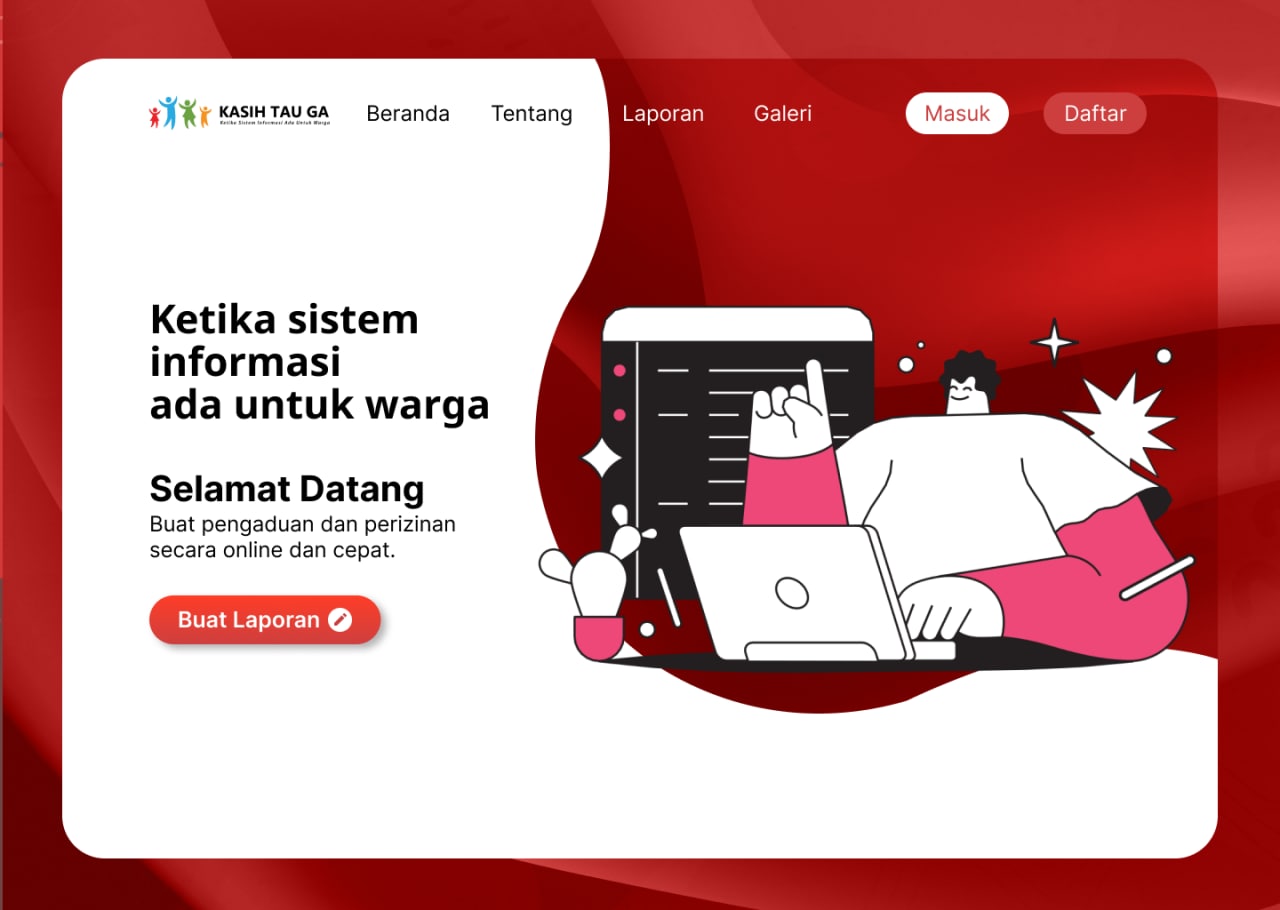 KASIH TAU GA
Ketika Sistem Informasi Ada Untuk Warga
Beranda
Tentang
Laporan
Galeri
Masuk
Daftar
Ketika sistem
informasi
ada untuk warga
Selamat Datang
Buat pengaduan dan perizinan
secara online dan cepat.
Buat Laporan